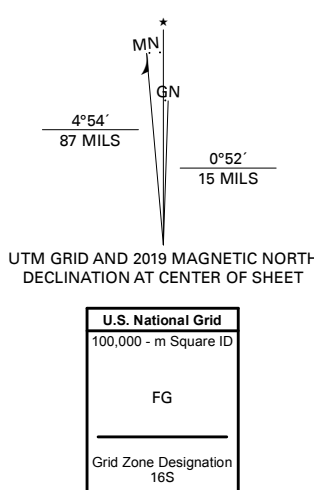 ★
MN
GN
4°54´
87 MILS
0°52´
15 MILS
UTM GRID AND 2019 MAGNETIC NORTH
DECLINATION AT CENTER OF SHEET
U.S. National Grid
100,000 - m Square ID
FG
Grid Zone Designation
16S